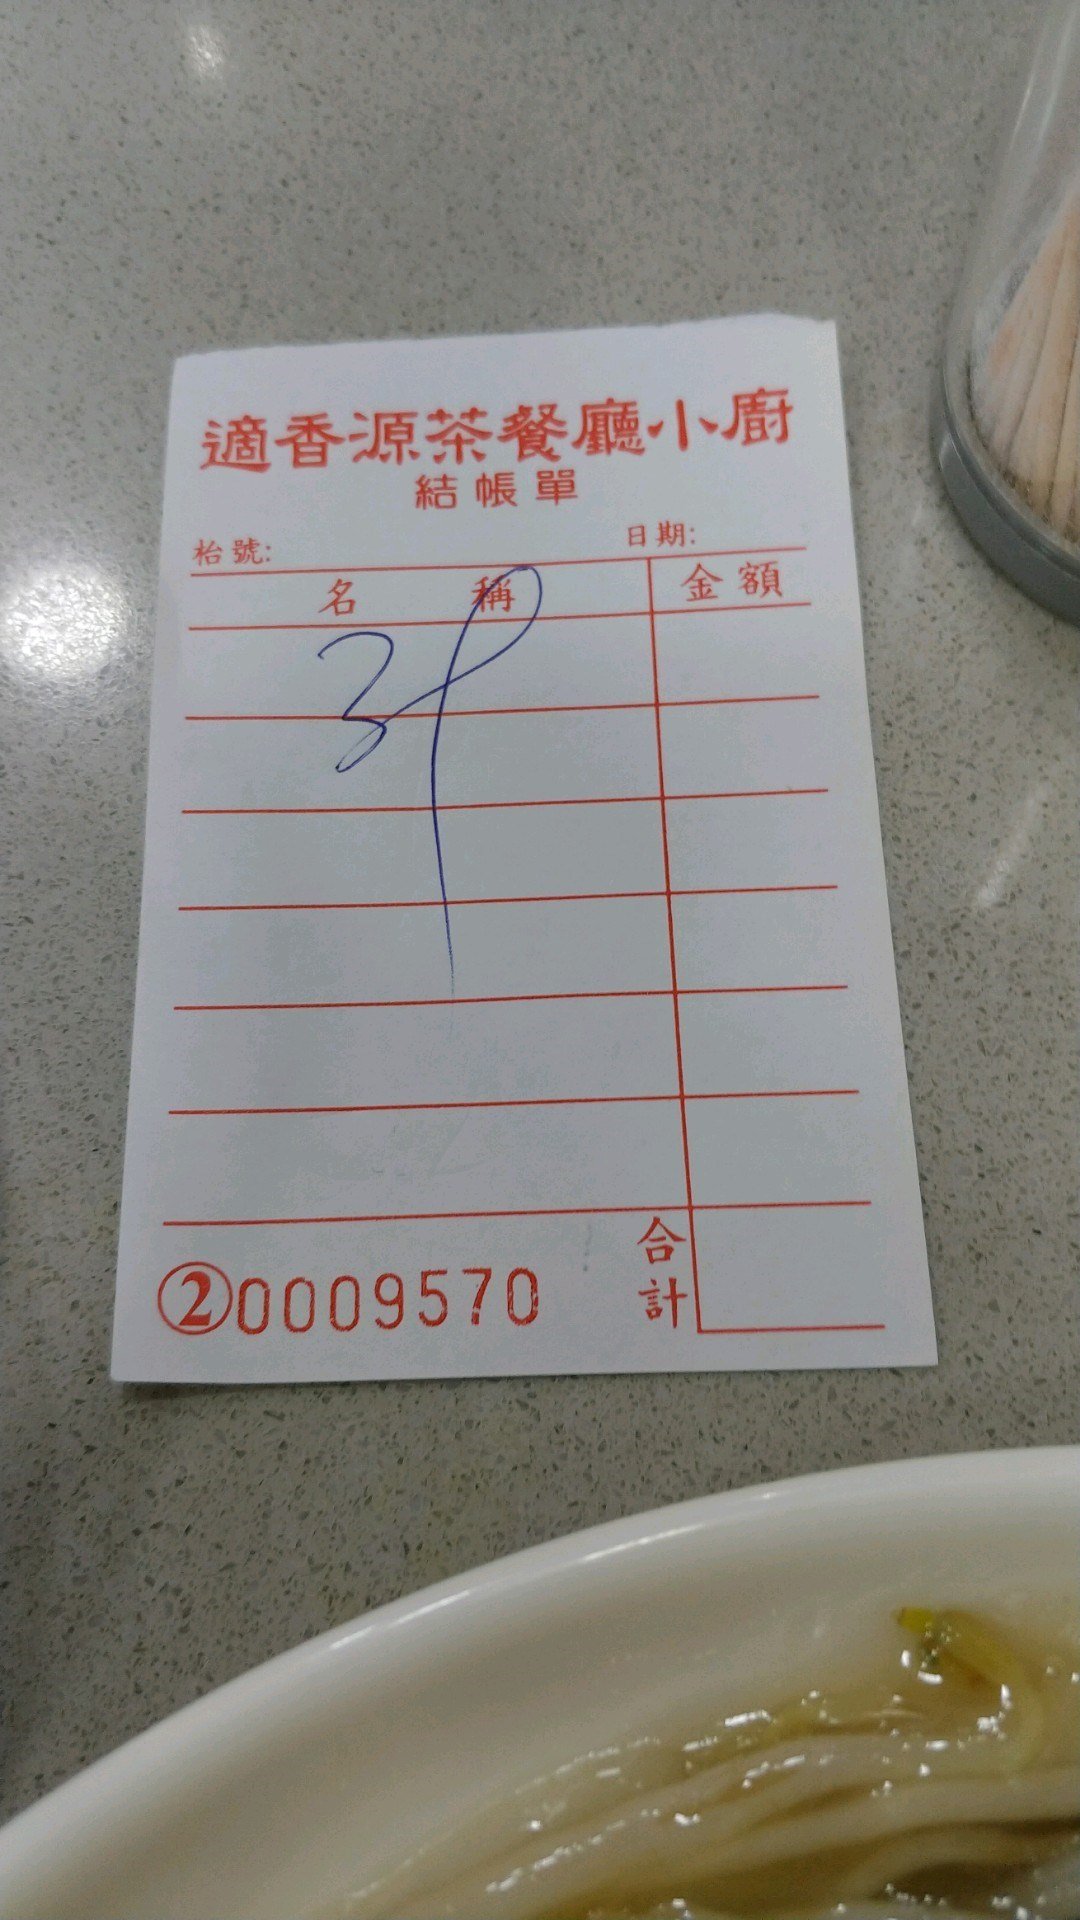 適香源茶餐廳小廚
結帳單
枱號: 日期:
名稱 金額
39
合計
②0009570